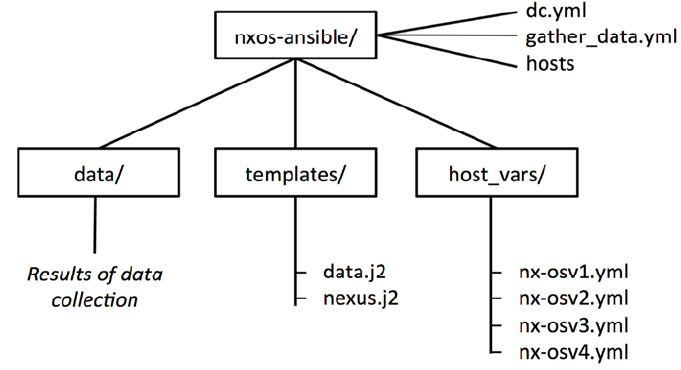 nxos-ansible/
dc.yml
gather_data.yml
hosts
data/
templates/
host_vars/
Results of data
collection
data.j2
nexus.j2
nx-osv1.yml
nx-osv2.yml
nx-osv3.yml
nx-osv4.yml